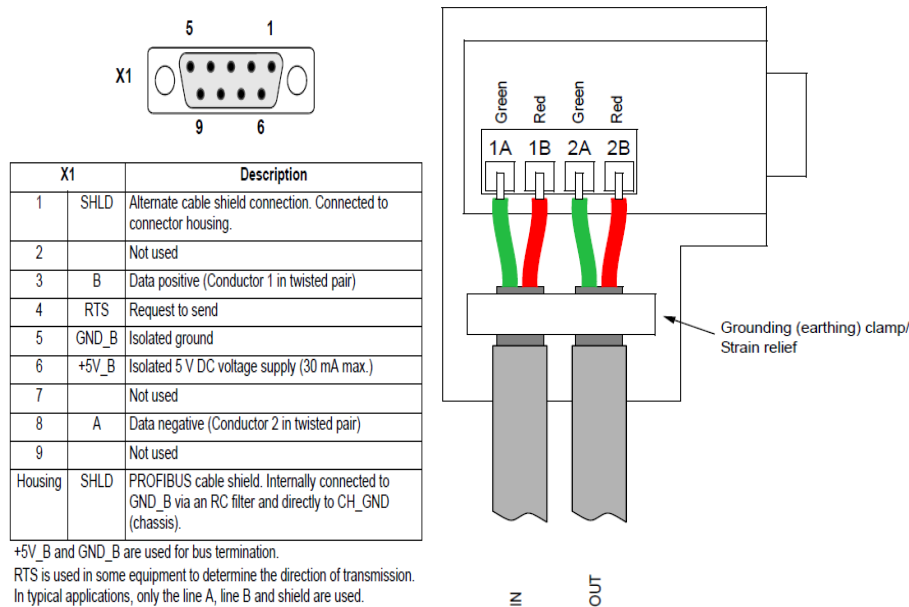 5 1
X1
9 6
X1 Description
1 SHLD Alternate cable shield connection. Connected to
connector housing.
2 Not used
3 B Data positive (Conductor 1 in twisted pair)
4 RTS Request to send
5 GND_B Isolated ground
6 +5V_B Isolated 5 V DC voltage supply (30 mA max.)
7 Not used
8 A Data negative (Conductor 2 in twisted pair)
9 Not used
Housing SHLD PROFIBUS cable shield. Internally connected to
GND_B via an RC filter and directly to CH_GND
(chassis).
+5V_B and GND_B are used for bus termination.
RTS is used in some equipment to determine the direction of transmission.
In typical applications, only the line A, line B and shield are used.
Green Red Green Red
1A 1B 2A 2B
Grounding (earthing) clamp/
Strain relief
IN OUT